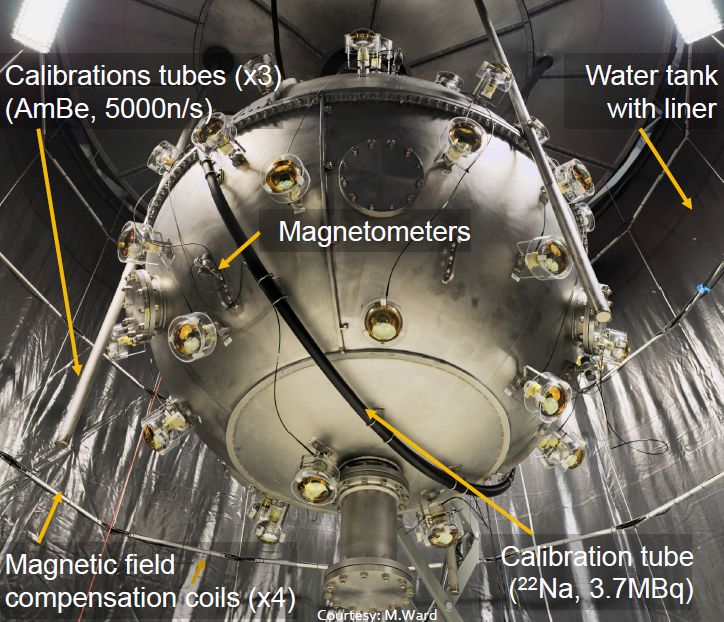 Calibrations tubes (x3)
(AmBe, 5000n/s)
Water tank
with liner
Magnetometers
Magnetic field
compensation coils (x4)
Calibration tube
(²²Na, 3.7MBq)
Courtesy: M.Ward